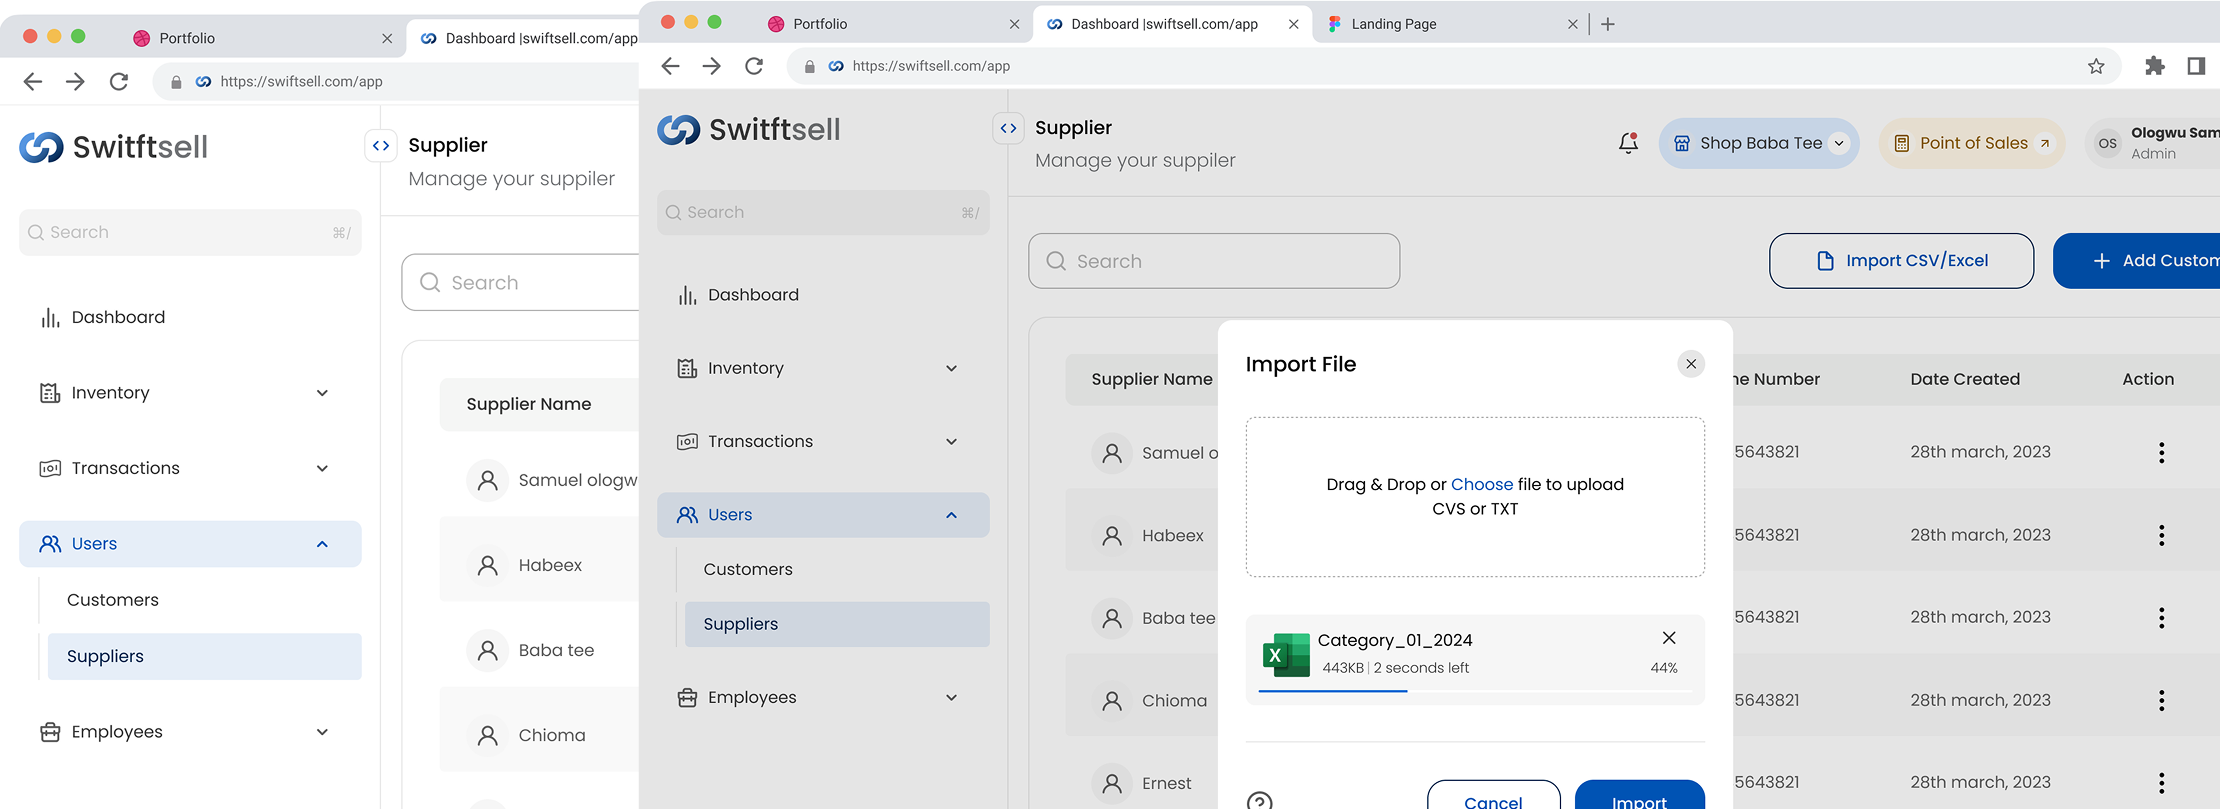 Portfolio
Dashboard |swiftsell.com/app
https://swiftsell.com/app
Switftsell
Supplier
Manage your suppiler
Search
⌘/
Search
Dashboard
Inventory
Supplier Name
Transactions
Samuel ologw
Users
Habeex
Customers
Baba tee
Suppliers
Employees
Chioma
Portfolio
Dashboard |swiftsell.com/app
Landing Page
https://swiftsell.com/app
Switftsell
Supplier
Manage your suppiler
Shop Baba Tee
Point of Sales
OS
Ologwu Sam
Admin
Search
⌘/
Search
Import CSV/Excel
+ Add Custom
Dashboard
Inventory
Transactions
Users
Customers
Suppliers
Employees
Supplier Name
ne Number
Date Created
Action
Samuel o
5643821
28th march, 2023
Habeex
5643821
28th march, 2023
Baba tee
5643821
28th march, 2023
Chioma
5643821
28th march, 2023
Ernest
5643821
28th march, 2023
Import File
Drag & Drop or Choose file to upload
CVS or TXT
X
Category_01_2024
443KB | 2 seconds left
44%
?
Cancel
Import